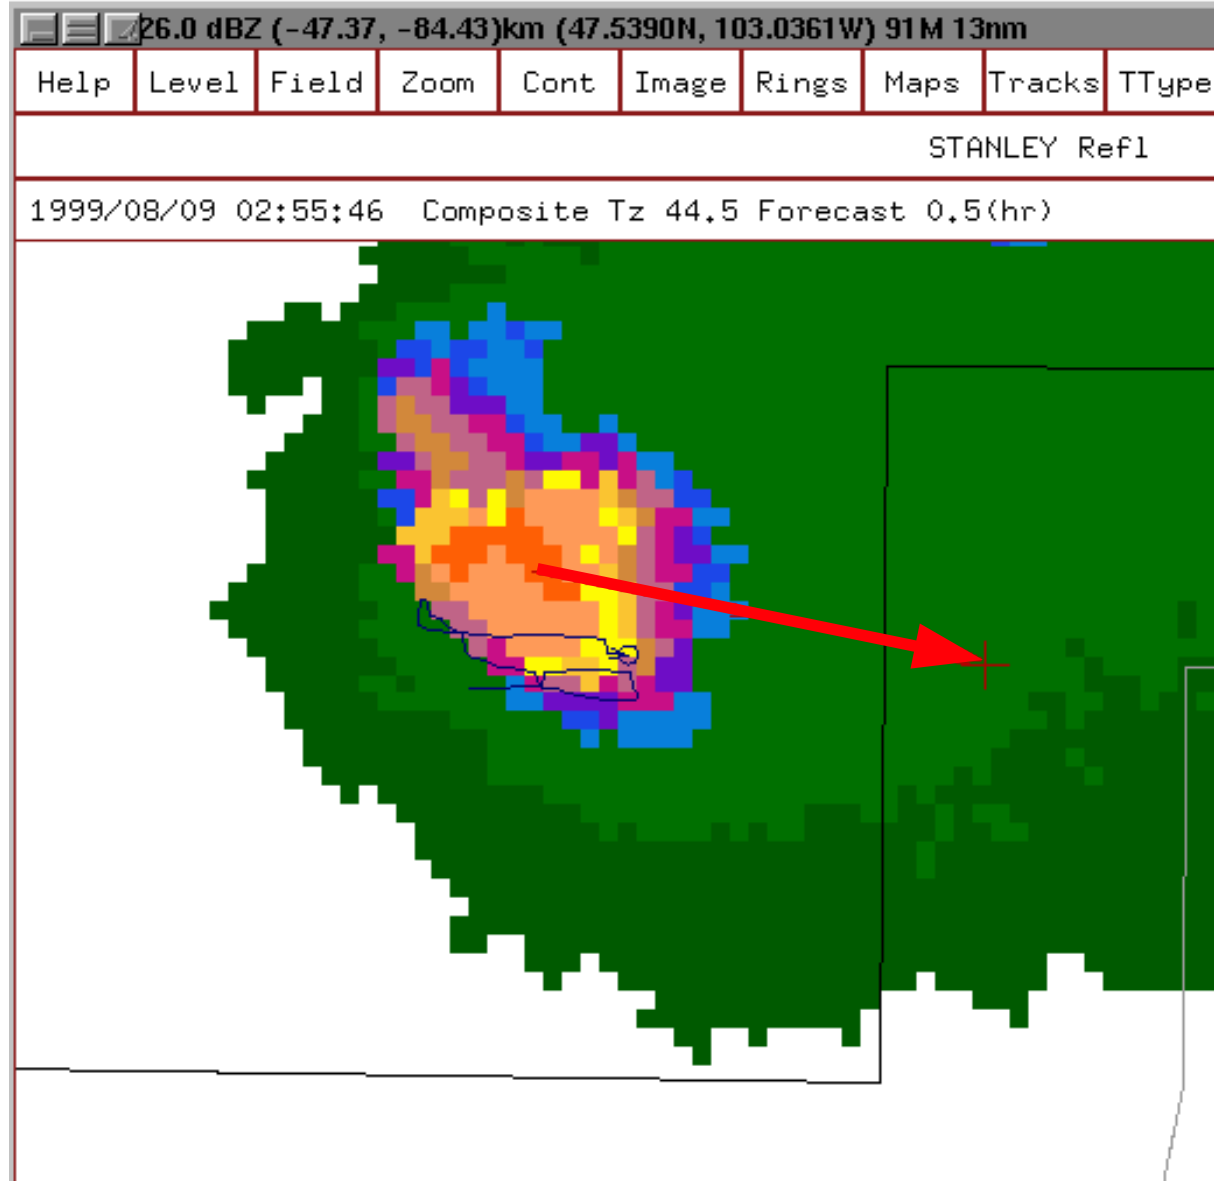 26.0 dBZ (-47.37, -84.43)km (47.5390N, 103.0361W) 91M 13nm
Help Level Field Zoom Cont Image Rings Maps Tracks TType
STANLEY Refl
1999/08/09 02:55:46 Composite Tz 44.5 Forecast 0.5(hr)